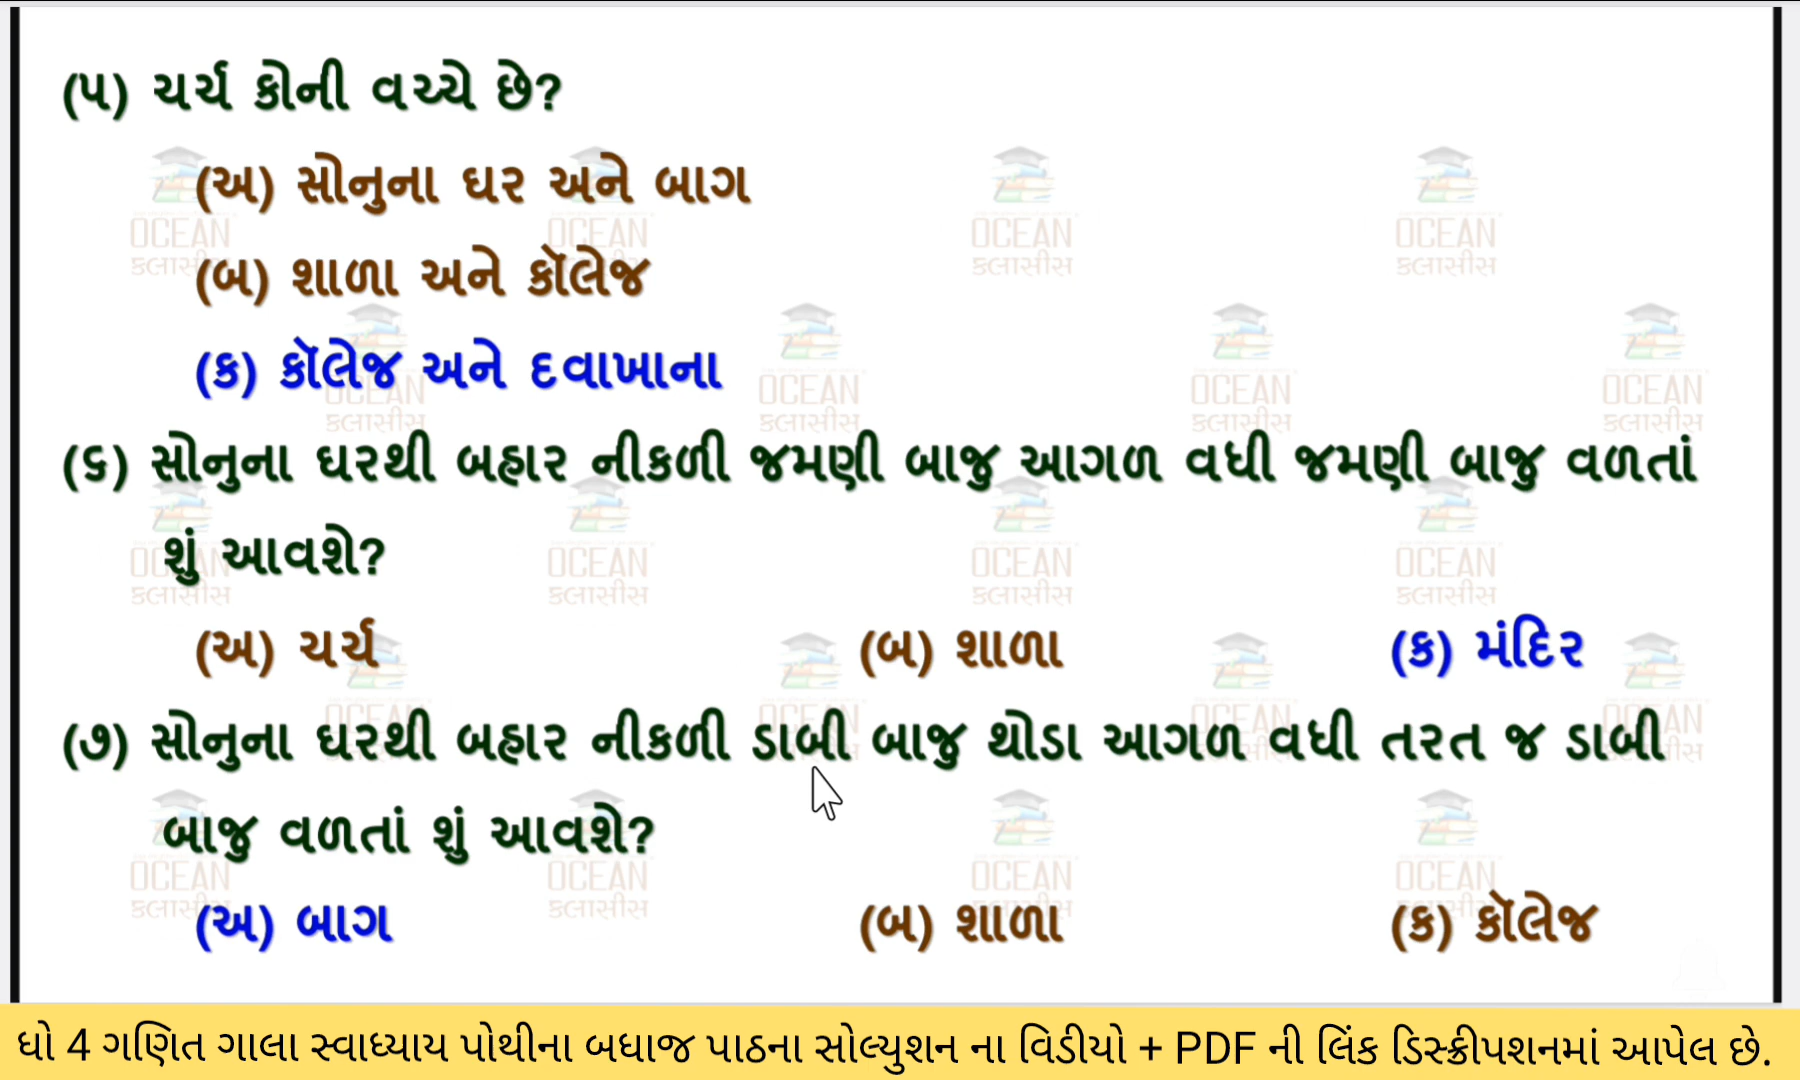 (૫) ચર્ચ કોની વચ્ચે છે?
(અ) સોનુના ઘર અને બાગ
(બ) શાળા અને કૉલેજ
(ક) કૉલેજ અને દવાખાના
(૬) સોનુના ઘરથી બહાર નીકળી જમણી બાજુ આગળ વધી જમણી બાજુ વળતાં
શું આવશે?
(અ) ચર્ચ (બ) શાળા (ક) મંદિર
(૭) સોનુના ઘરથી બહાર નીકળી ડાબી બાજુ થોડા આગળ વધી તરત જ ડાબી
બાજુ વળતાં શું આવશે?
(અ) બાગ (બ) શાળા (ક) કૉલેજ
ધો 4 ગણિત ગાલા સ્વાધ્યાય પોથીના બધાજ પાઠના સોલ્યુશન ના વિડીયો + PDF ની લિંક ડિસ્ક્રીપશનમાં આપેલ છે.
OCEAN
ક્લાસીસ